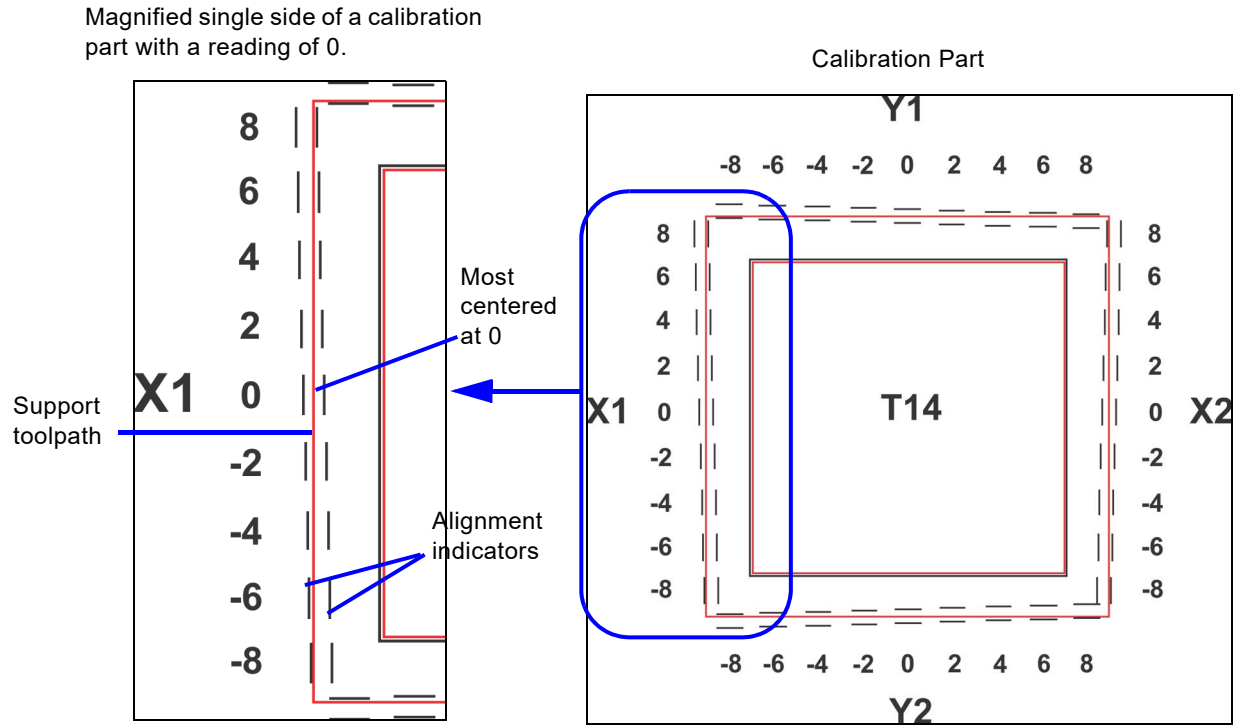 Magnified single side of a calibration
part with a reading of 0.
8
6
4
2
X1 0
-2
-4
-6
-8
Most
centered
at 0
Support
toolpath
Alignment
indicators
Calibration Part
Y1
-8 -6 -4 -2 0 2 4 6 8
8 8
6 6
4 4
2 2
X1 0 T14 0 X2
-2 -2
-4 -4
-6 -6
-8 -8
-8 -6 -4 -2 0 2 4 6 8
Y2